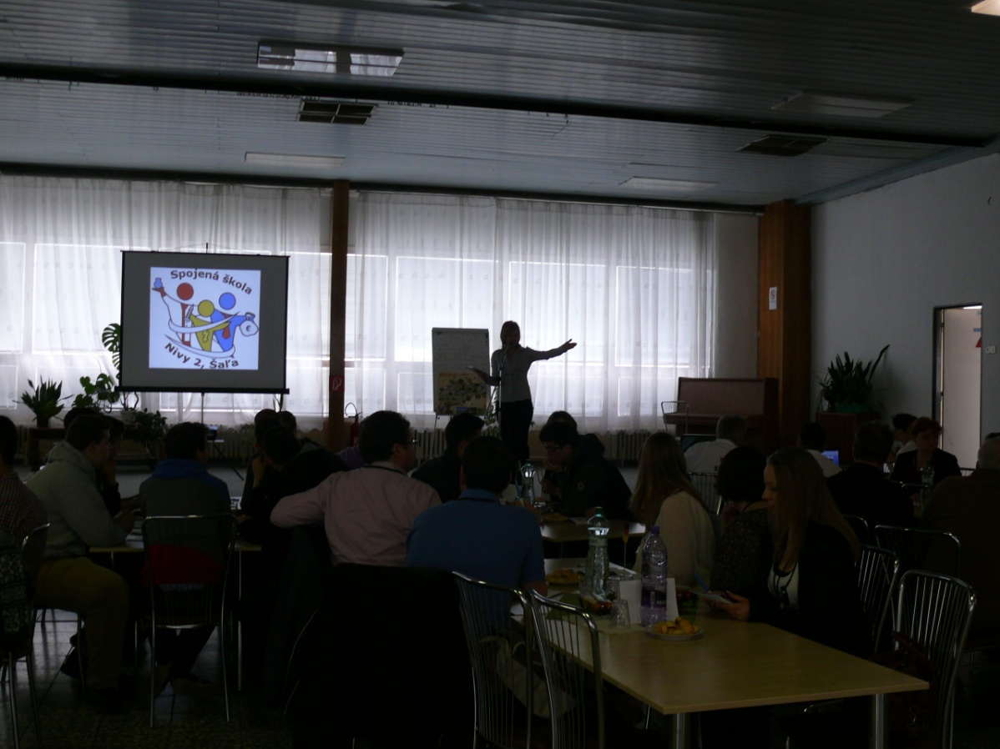 Spojená škola
€
Nivy 2, Šaľa